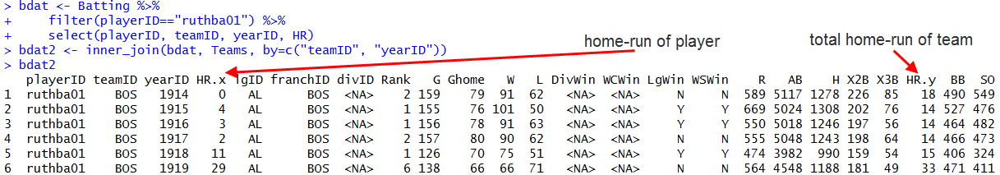 > bdat <- Batting %>%
+     filter(playerID=="ruthba01") %>%
+     select(playerID, teamID, yearID, HR)
> bdat2 <- inner_join(bdat, Teams, by=c("teamID", "yearID"))
> bdat2
home-run of player
total home-run of team
playerID teamID yearID HR.x lgID franchID divID Rank G Ghome W L DivWin WCWin LgWin WSWin R AB H X2B X3B HR.y BB SO
1 ruthba01 BOS 1914 0 AL BOS <NA> 2 159 79 91 62 <NA> <NA> N N 589 5117 1278 226 85 18 490 549
2 ruthba01 BOS 1915 4 AL BOS <NA> 1 155 76 101 50 <NA> <NA> Y Y 669 5024 1308 202 76 14 527 476
3 ruthba01 BOS 1916 3 AL BOS <NA> 1 156 78 91 63 <NA> <NA> Y Y 550 5018 1246 197 56 14 464 482
4 ruthba01 BOS 1917 2 AL BOS <NA> 2 157 80 90 62 <NA> <NA> N N 555 5048 1243 198 64 14 466 473
5 ruthba01 BOS 1918 11 AL BOS <NA> 1 126 70 75 51 <NA> <NA> Y Y 474 3982 990 159 54 15 406 324
6 ruthba01 BOS 1919 29 AL BOS <NA> 6 138 66 66 71 <NA> <NA> N N 564 4548 1188 181 49 33 471 411